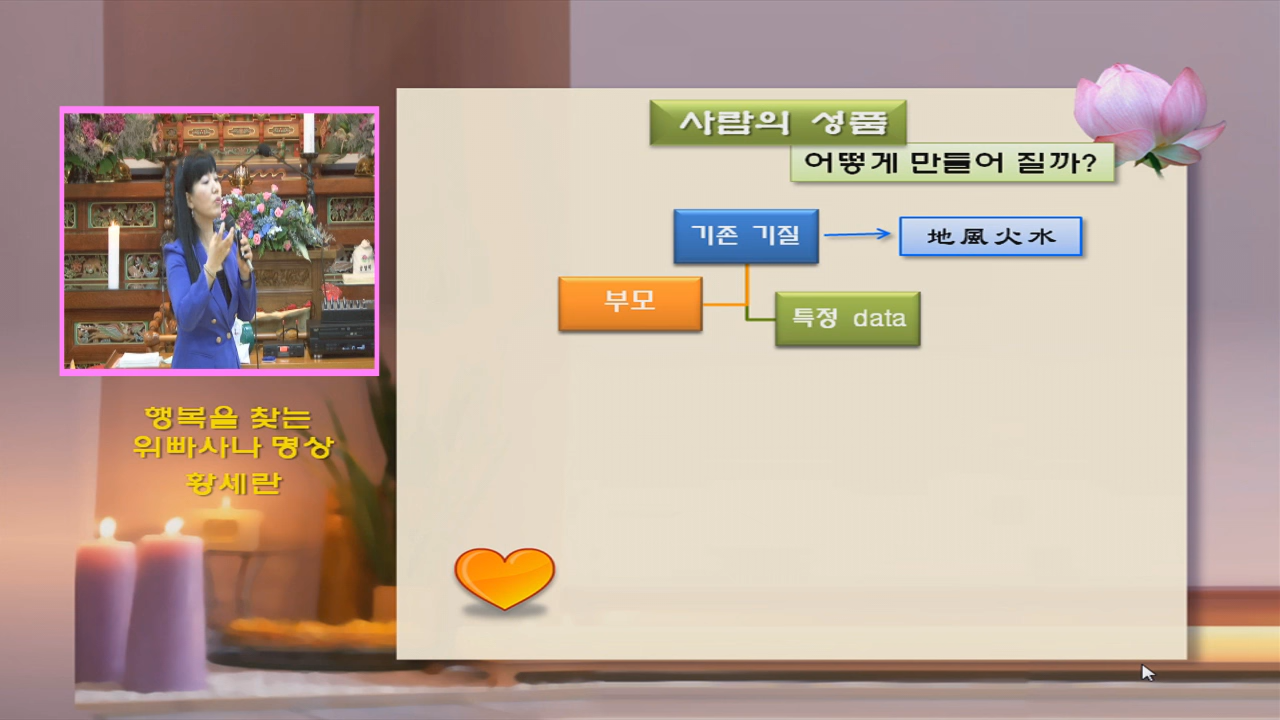 사람의 성품
어떻게 만들어 질까?
기존 기질
地風火水
부모
특정 data
행복을 찾는
위빠사나 명상
황세란